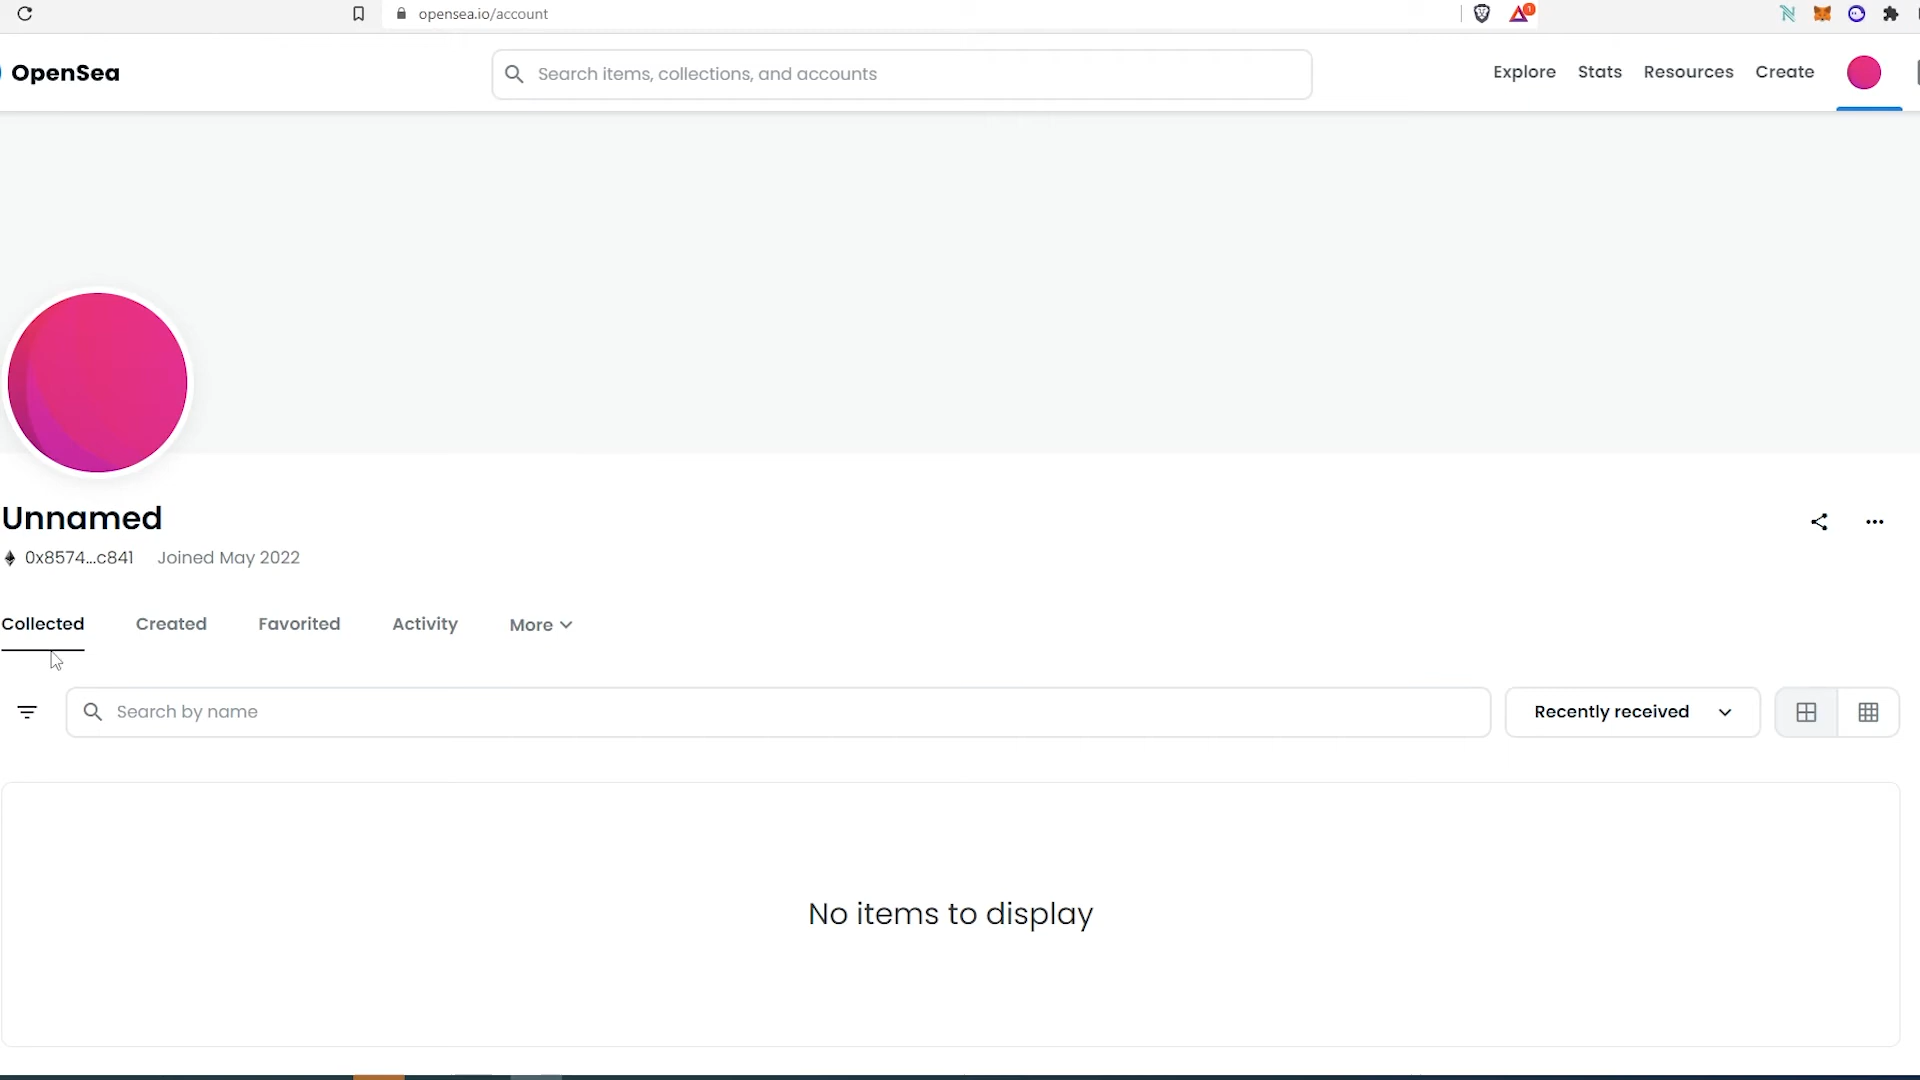 opensea.io/account
1
OpenSea
Search items, collections, and accounts
Explore Stats Resources Create
Unnamed
0x8574...c841 Joined May 2022
Collected Created Favorited Activity More
Search by name
Recently received
No items to display